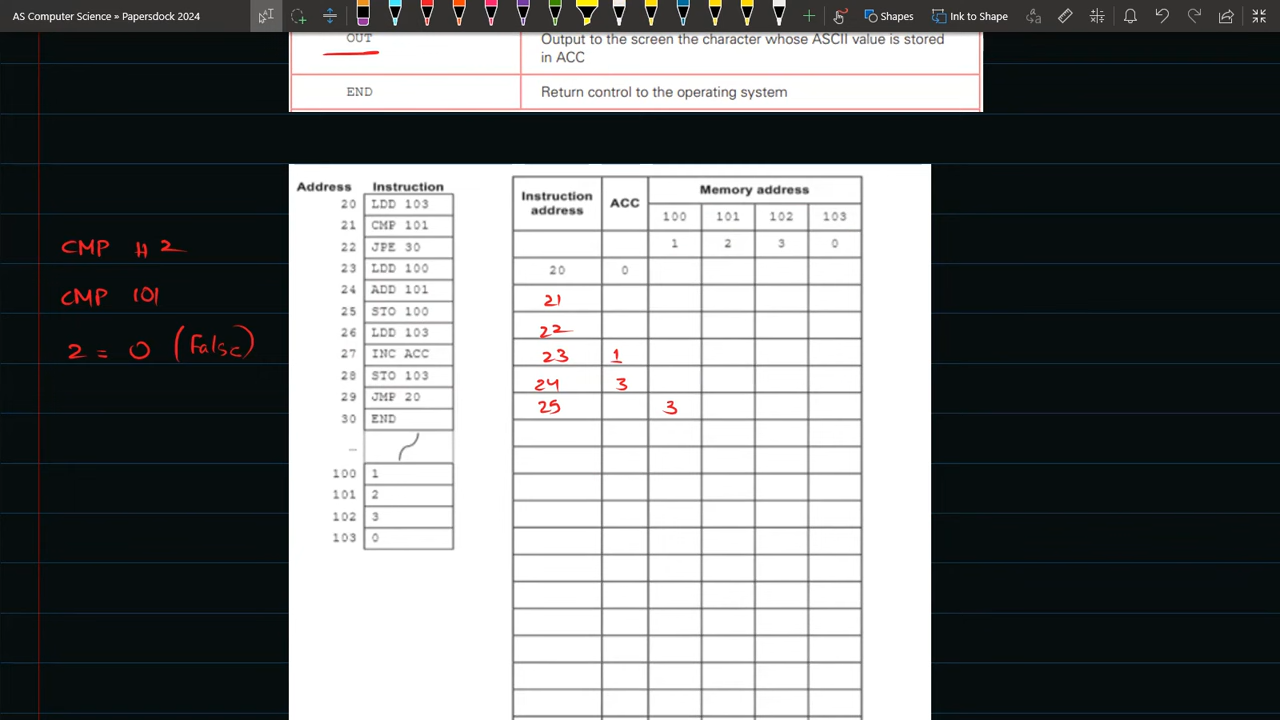 AS Computer Science » Papersdock 2024
Shapes
Ink to Shape
OUT Output to the screen the character whose ASCII value is stored
in ACC
END Return control to the operating system
CMP # 2
CMP 101
2 = 0 (False)
Address Instruction
20 LDD 103
21 CMP 101
22 JPE 30
23 LDD 100
24 ADD 101
25 STO 100
26 LDD 103
27 INC ACC
28 STO 103
29 JMP 20
30 END
100 1
101 2
102 3
103 0
Instruction address ACC Memory address
100 101 102 103
1 2 3 0
20 0
21
22
23 1
24 3
25 3